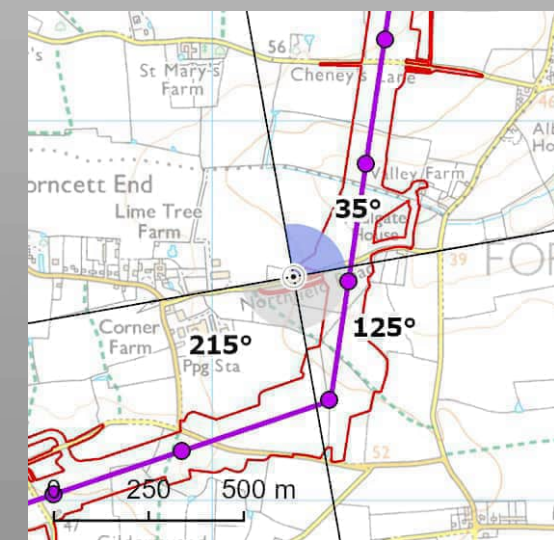 56
St Mary's
Farm
Cheney's Lane
Valley Farm
orncett End
Lime Tree
Farm
35°
House
39
FOR
Corner
Farm
215°
Ppg Sta
125°
52
0 250 500 m
47